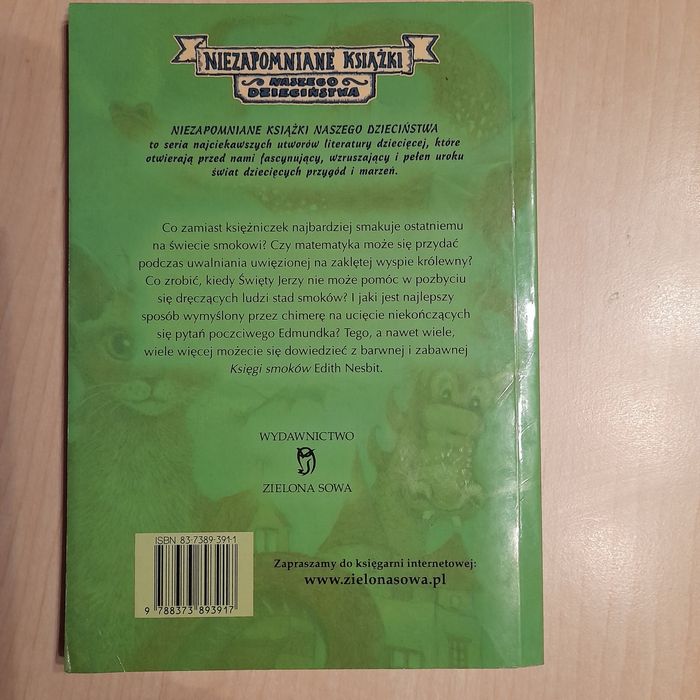 NIEZAPOMNIANE KSIĄŻKI
NASZEGO
DZIECIŃSTWA
NIEZAPOMNIANE KSIĄŻKI NASZEGO DZIECIŃSTWA
to seria najciekawszych utworów literatury dziecięcej, które
otwierają przed nami fascynujący, wzruszający i pełen uroku
świat dziecięcych przygód i marzeń.
Co zamiast księżniczek najbardziej smakuje ostatniemu
na świecie smokowi? Czy matematyka może się przydać
podczas uwalniania uwięzionej na zaklętej wyspie królewny?
Co zrobić, kiedy Święty Jerzy nie może pomóc w pozbyciu
się dręczących ludzi stad smoków? I jaki jest najlepszy
sposób wymyślony przez chimerę na ucięcie niekończących
się pytań poczciwego Edmundka? Tego, a nawet wiele,
wiele więcej możecie się dowiedzieć z barwnej i zabawnej
Księgi smoków Edith Nesbit.
WYDAWNICTWO
ZIELONA SOWA
ISBN 83-7389-391-1
9 788373 893917
Zapraszamy do księgarni internetowej:
www.zielonasowa.pl